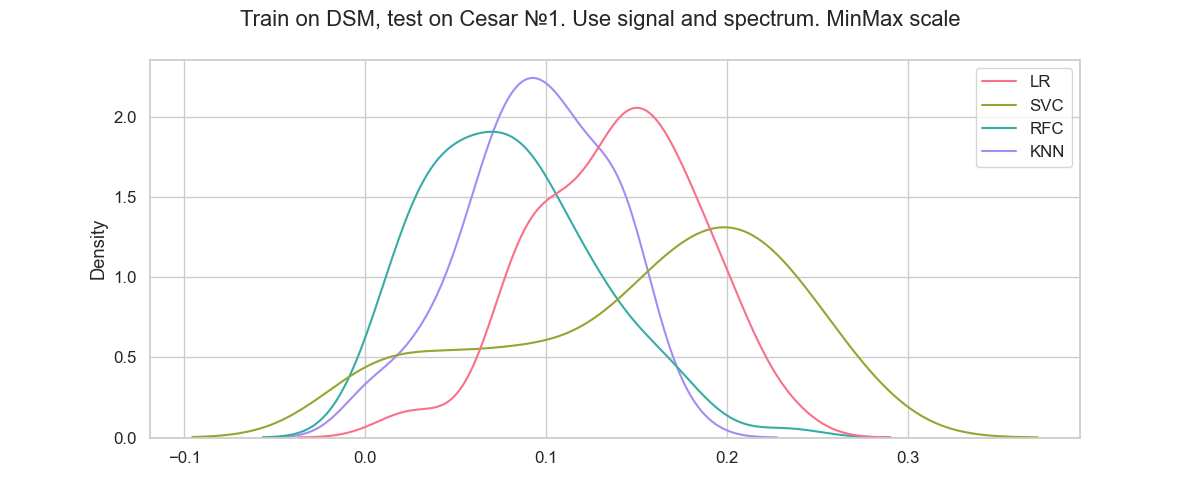 Train on DSM, test on Cesar №1. Use signal and spectrum. MinMax scale
LR
SVC
RFC
KNN
Density
2.0
1.5
1.0
0.5
0.0
−0.1
0.0
0.1
0.2
0.3